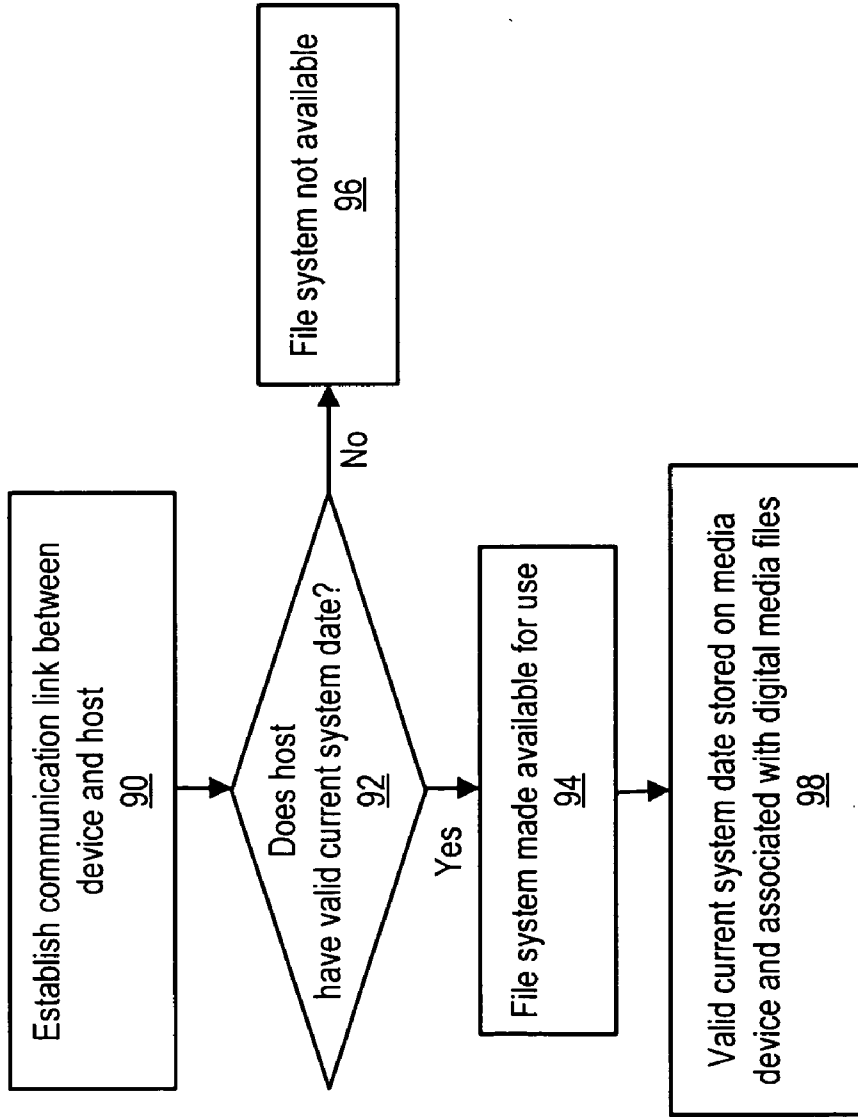 Establish communication link between
device and host
90
Does host
have valid current system date?
92
No
File system not available
96
Yes
File system made available for use
94
Valid current system date stored on media
device and associated with digital media files
98